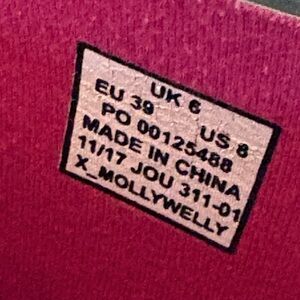 UK 6
EU 39 US 8
PO 00125488
MADE IN CHINA
11/17 JOU 311-01
X_MOLLYWELLY